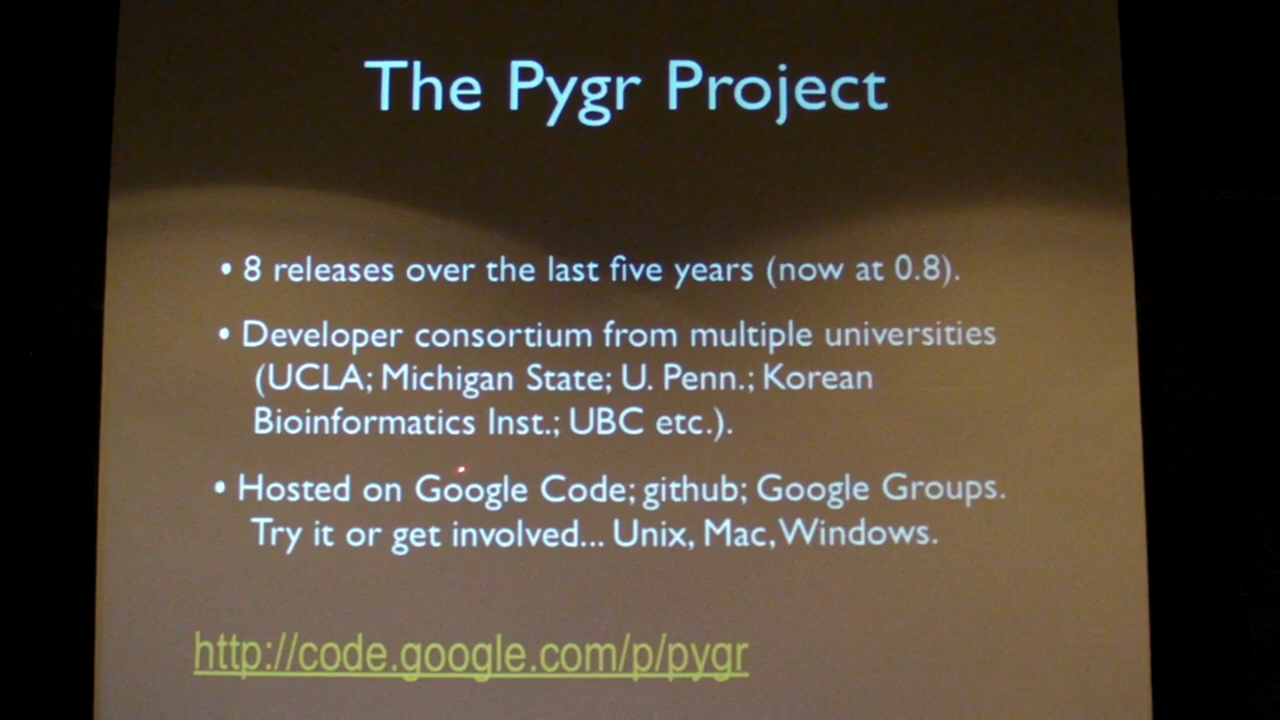 The Pygr Project
• 8 releases over the last five years (now at 0.8).
• Developer consortium from multiple universities
(UCLA; Michigan State; U. Penn.; Korean
Bioinformatics Inst.; UBC etc.).
• Hosted on Google Code; github; Google Groups.
Try it or get involved... Unix, Mac, Windows.
http://code.google.com/p/pygr